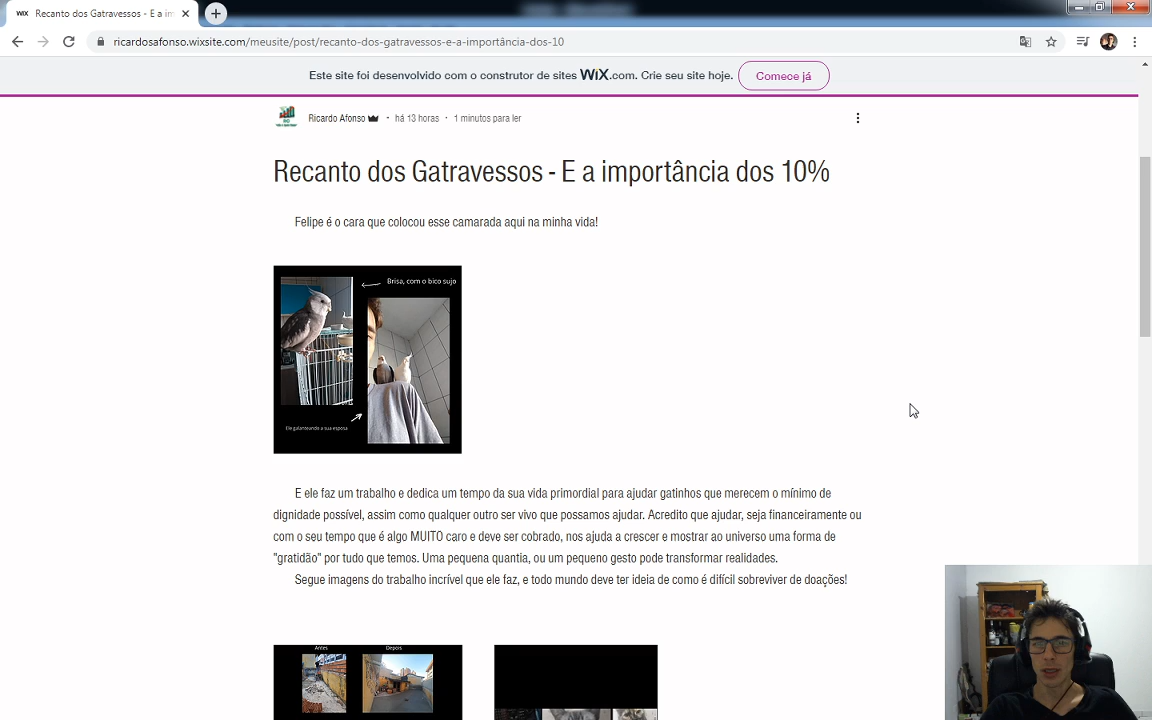 WiX Recanto dos Gatravessos - E a im
ricardosafonso.wixsite.com/meusite/post/recanto-dos-gatravessos-e-a-importância-dos-10
Este site foi desenvolvido com o construtor de sites WiX.com. Crie seu site hoje. Comece já
Ricardo Afonso · há 13 horas · 1 minutos para ler
Recanto dos Gatravessos - E a importância dos 10%
Felipe é o cara que colocou esse camarada aqui na minha vida!
Brisa, com o bico sujo
Ele galanteando a sua esposa
E ele faz um trabalho e dedica um tempo da sua vida primordial para ajudar gatinhos que merecem o mínimo de
dignidade possível, assim como qualquer outro ser vivo que possamos ajudar. Acredito que ajudar, seja financeiramente ou
com o seu tempo que é algo MUITO caro e deve ser cobrado, nos ajuda a crescer e mostrar ao universo uma forma de
"gratidão" por tudo que temos. Uma pequena quantia, ou um pequeno gesto pode transformar realidades.
Segue imagens do trabalho incrível que ele faz, e todo mundo deve ter ideia de como é difícil sobreviver de doações!
Antes Depois